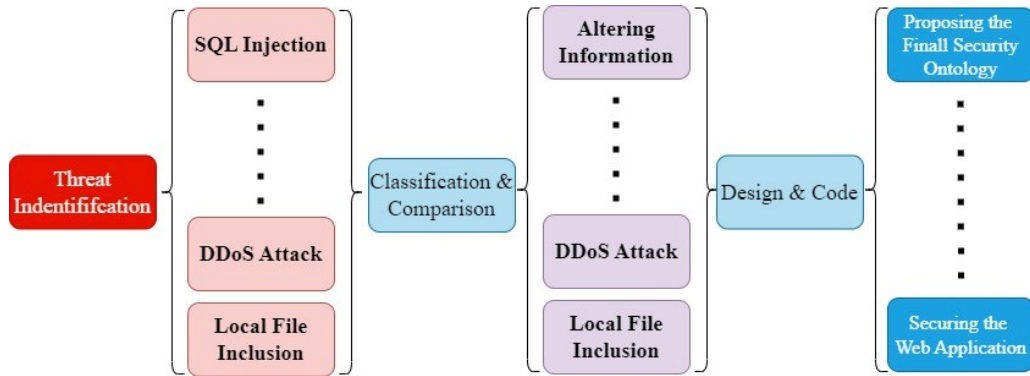 Threat
Indentififcation
SQL Injection
DDoS Attack
Local File
Inclusion
Classification &
Comparison
Altering
Information
DDoS Attack
Local File
Inclusion
Design & Code
Proposing the
Finall Security
Ontology
Securing the
Web Application